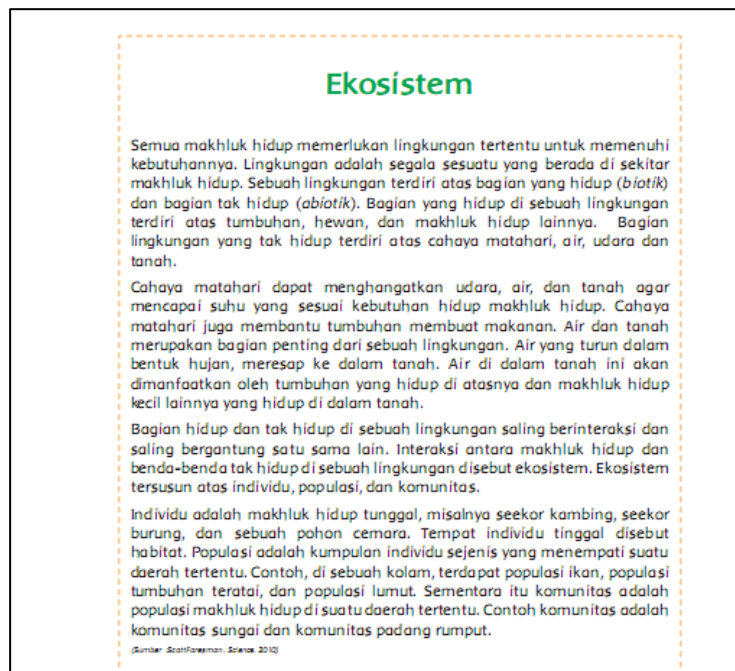 Ekosistem
Semua makhluk hidup memerlukan lingkungan tertentu untuk memenuhi
kebutuhannya. Lingkungan adalah segala sesuatu yang berada di sekitar
makhluk hidup. Sebuah lingkungan terdiri atas bagian yang hidup (biotik)
dan bagian tak hidup (abiotik). Bagian yang hidup di sebuah lingkungan
terdiri atas tumbuhan, hewan, dan makhluk hidup lainnya. Bagian
lingkungan yang tak hidup terdiri atas cahaya matahari, air, udara dan
tanah.
Cahaya matahari dapat menghangatkan udara, air, dan tanah agar
mencapai suhu yang sesuai kebutuhan hidup makhluk hidup. Cahaya
matahari juga membantu tumbuhan membuat makanan. Air dan tanah
merupakan bagian penting dari sebuah lingkungan. Air yang turun dalam
bentuk hujan, meresap ke dalam tanah. Air di dalam tanah ini akan
dimanfaatkan oleh tumbuhan yang hidup di atasnya dan makhluk hidup
kecil lainnya yang hidup di dalam tanah.
Bagian hidup dan tak hidup di sebuah lingkungan saling berinteraksi dan
saling bergantung satu sama lain. Interaksi antara makhluk hidup dan
benda-benda tak hidup di sebuah lingkungan disebut ekosistem. Ekosistem
tersusun atas individu, populasi, dan komunitas.
Individu adalah makhluk hidup tunggal, misalnya seekor kambing, seekor
burung, dan sebuah pohon cemara. Tempat individu tinggal disebut
habitat. Populasi adalah kumpulan individu sejenis yang menempati suatu
daerah tertentu. Contoh, di sebuah kolam, terdapat populasi ikan, populasi
tumbuhan teratai, dan populasi lumut. Sementara itu komunitas adalah
populasi makhluk hidup di suatu daerah tertentu. Contoh komunitas adalah
komunitas sungai dan komunitas padang rumput.
(Sumber: ScottForesman, Science, 2010)